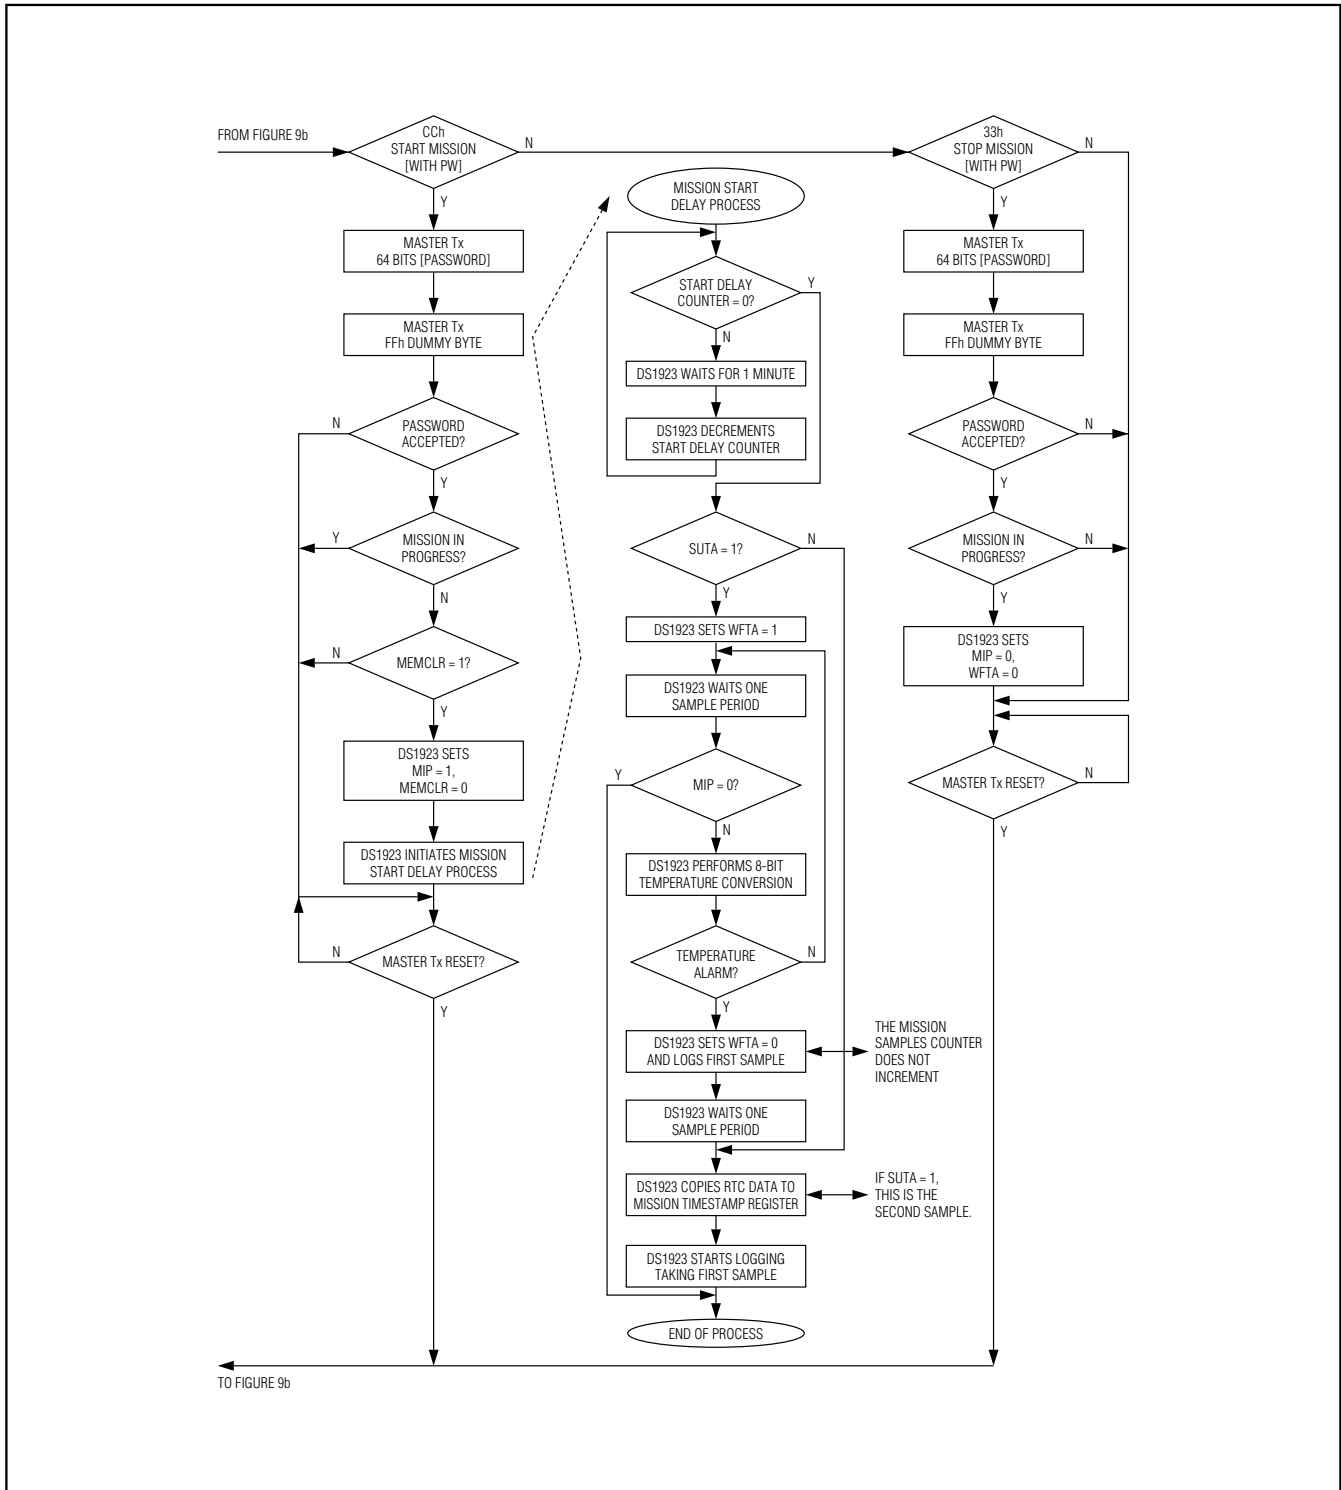 FROM FIGURE 9b
CCh
START MISSION
[WITH PW]
N
Y
MASTER Tx
64 BITS [PASSWORD]
MASTER Tx
FFh DUMMY BYTE
N
PASSWORD
ACCEPTED?
Y
Y
MISSION IN
PROGRESS?
N
N
MEMCLR = 1?
Y
DS1923 SETS
MIP = 1,
MEMCLR = 0
DS1923 INITIATES MISSION
START DELAY PROCESS
N
MASTER Tx RESET?
Y
MISSION START
DELAY PROCESS
START DELAY
COUNTER = 0?
Y
N
DS1923 WAITS FOR 1 MINUTE
DS1923 DECREMENTS
START DELAY COUNTER
SUTA = 1?
N
Y
DS1923 SETS WFTA = 1
DS1923 WAITS ONE
SAMPLE PERIOD
Y
MIP = 0?
N
DS1923 PERFORMS 8-BIT
TEMPERATURE CONVERSION
TEMPERATURE
ALARM?
N
Y
DS1923 SETS WFTA = 0
AND LOGS FIRST SAMPLE
THE MISSION
SAMPLES COUNTER
DOES NOT
INCREMENT
DS1923 WAITS ONE
SAMPLE PERIOD
DS1923 COPIES RTC DATA TO
MISSION TIMESTAMP REGISTER
IF SUTA = 1,
THIS IS THE
SECOND SAMPLE.
DS1923 STARTS LOGGING
TAKING FIRST SAMPLE
END OF PROCESS
33h
STOP MISSION
[WITH PW]
N
Y
MASTER Tx
64 BITS [PASSWORD]
MASTER Tx
FFh DUMMY BYTE
PASSWORD
ACCEPTED?
N
Y
MISSION IN
PROGRESS?
N
Y
DS1923 SETS
MIP = 0,
WFTA = 0
MASTER Tx RESET?
N
Y
TO FIGURE 9b